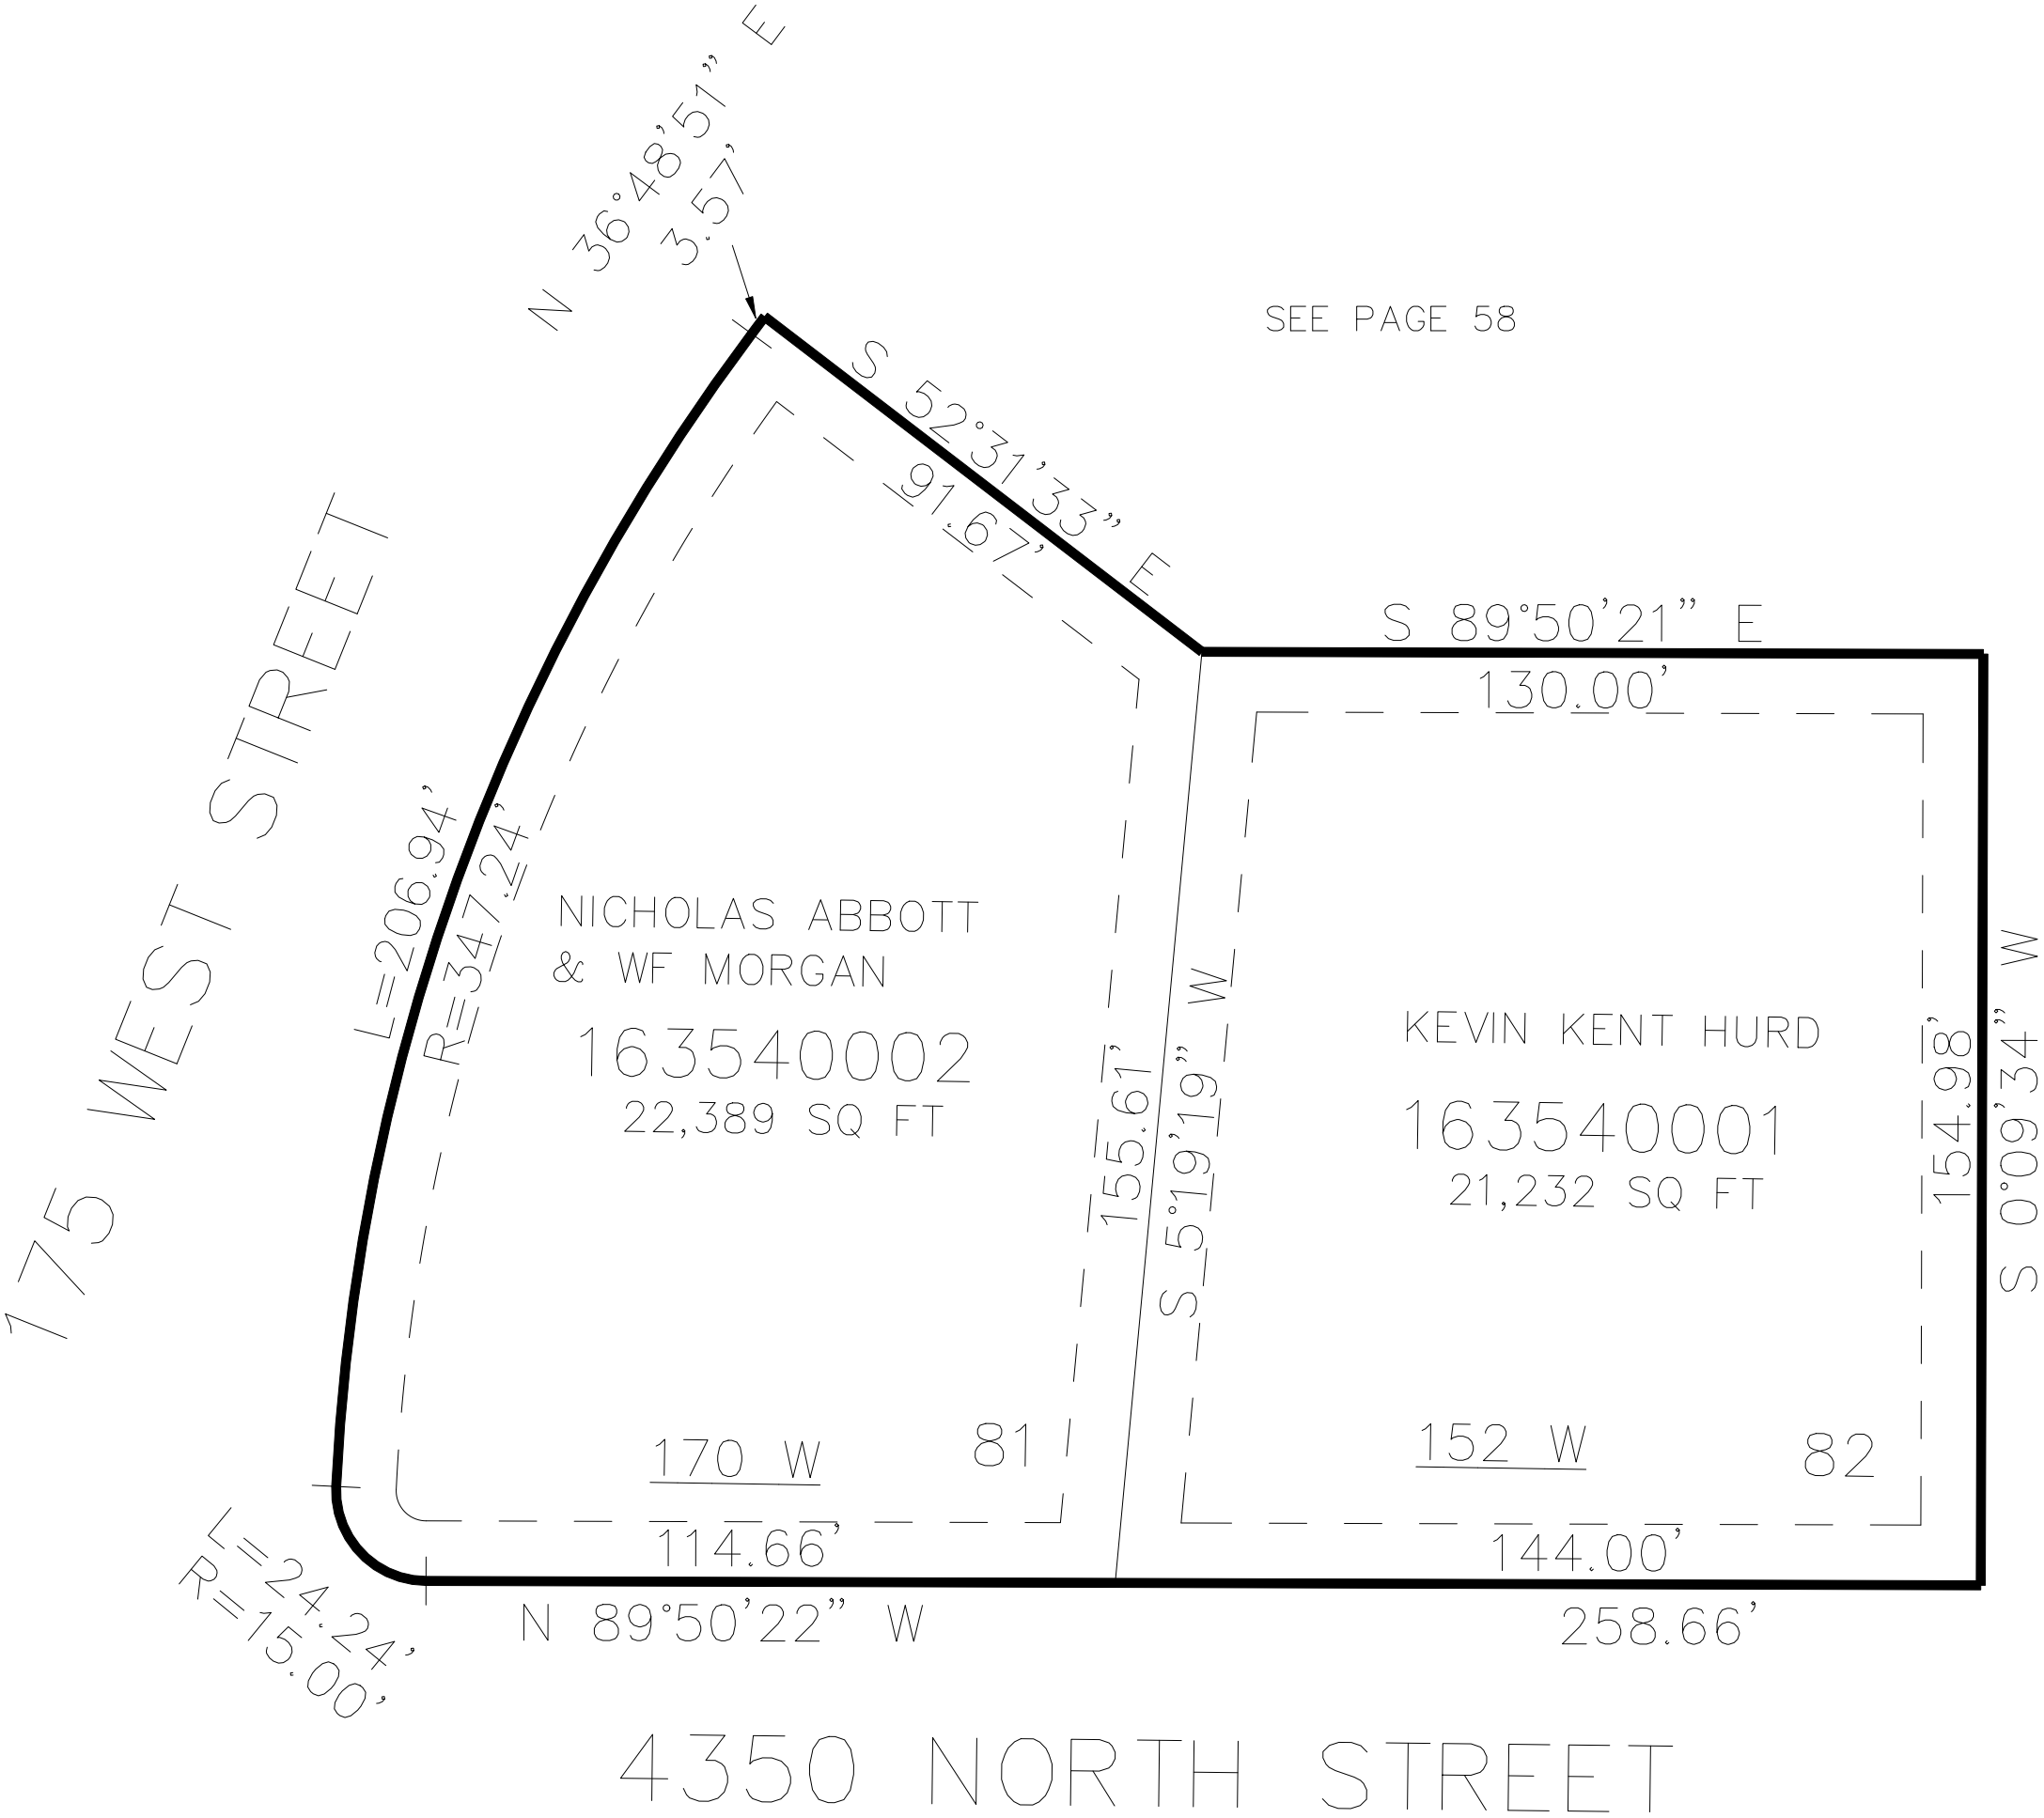 N 36°48'51" E
3.57'
SEE PAGE 58
S 52°31'33" E
91.67'
S 89°50'21" E
130.00'
175 WEST STREET
L=206.94'
R=347.24'
NICHOLAS ABBOTT
& WF MORGAN
163540002
22,389 SQ FT
155.61'
S 5°19'19" W
KEVIN KENT HURD
163540001
21,232 SQ FT
154.98'
S 0°09'34" W
170 W
81
152 W
82
114.66'
144.00'
L=24.24'
R=15.00'
N 89°50'22" W
258.66'
4350 NORTH STREET